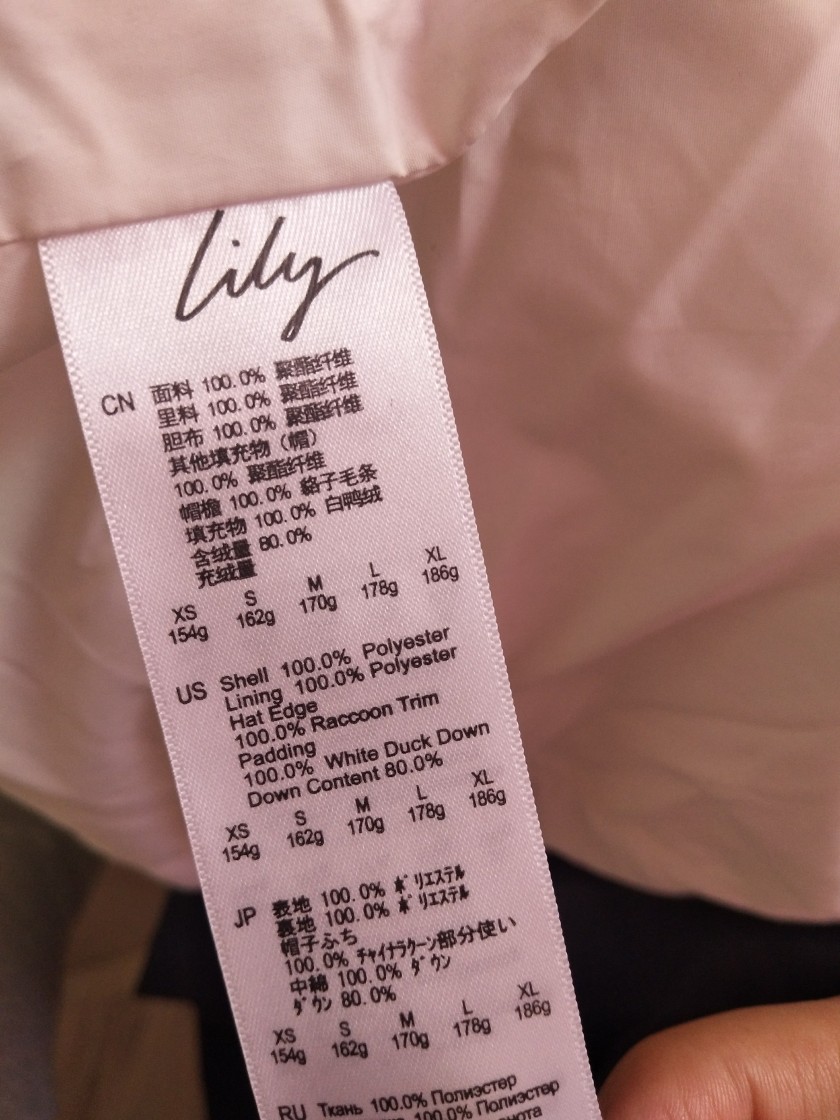 Lily
CN 面料 100.0% 聚酯纤维
里料 100.0% 聚酯纤维
胆布 100.0% 聚酯纤维
其他填充物（帽）
100.0% 聚酯纤维
帽檐 100.0% 貉子毛条
填充物 100.0% 白鸭绒
含绒量 80.0%
充绒量
XS S M L XL
154g 162g 170g 178g 186g
US Shell 100.0% Polyester
Lining 100.0% Polyester
Hat Edge
100.0% Raccoon Trim
Padding
100.0% White Duck Down
Down Content 80.0%
XS S M L XL
154g 162g 170g 178g 186g
JP 表地 100.0% ﾎﾟﾘｴｽﾃﾙ
裏地 100.0% ﾎﾟﾘｴｽﾃﾙ
帽子ふち
100.0% ﾁｬｲﾅﾗｸｰﾝ部分使い
中綿 100.0% ﾀﾞｳﾝ
ﾀﾞｳﾝ 80.0%
XS S M L XL
154g 162g 170g 178g 186g
RU Ткань 100.0% Полиэстер
100.0% Полиэстер